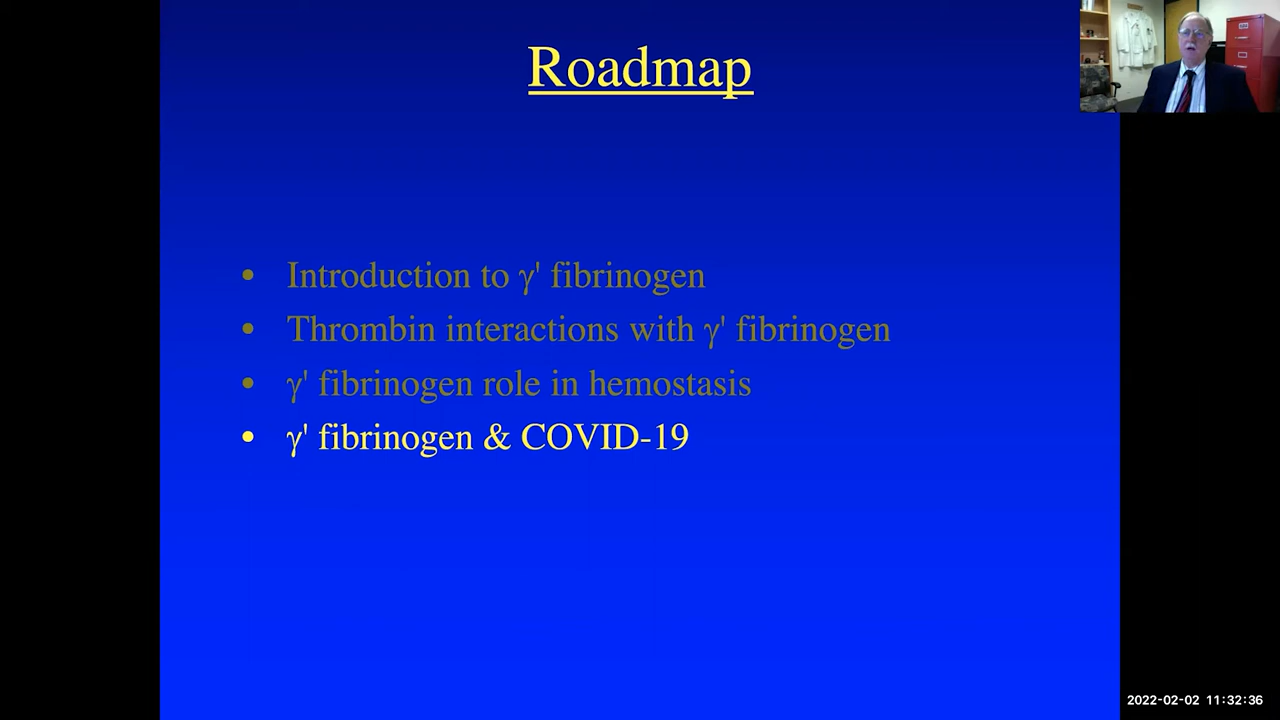 Roadmap
• Introduction to γ' fibrinogen
• Thrombin interactions with γ' fibrinogen
• γ' fibrinogen role in hemostasis
• γ' fibrinogen & COVID-19
2022-02-02 11:32:36